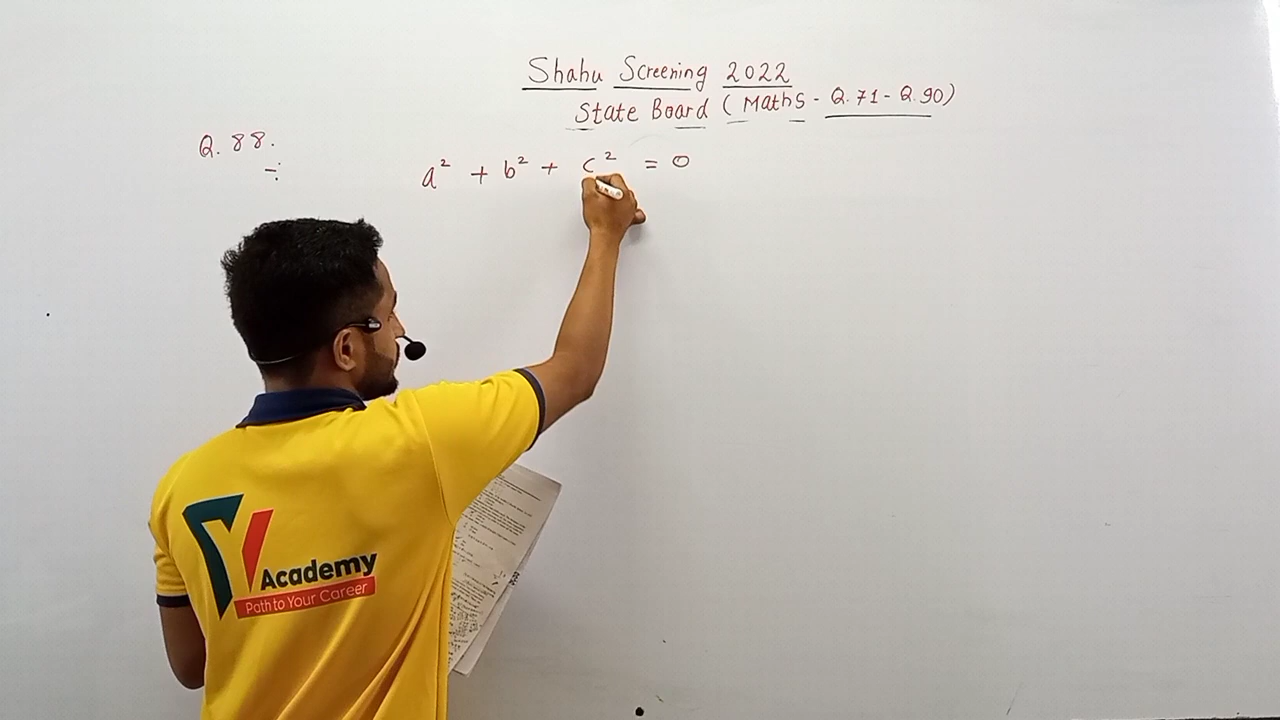 Shahu Screening 2022
State Board (Maths - Q.71 - Q.90)
Q. 88.
÷
a² + b² + c² = 0
Academy
Path to Your Career